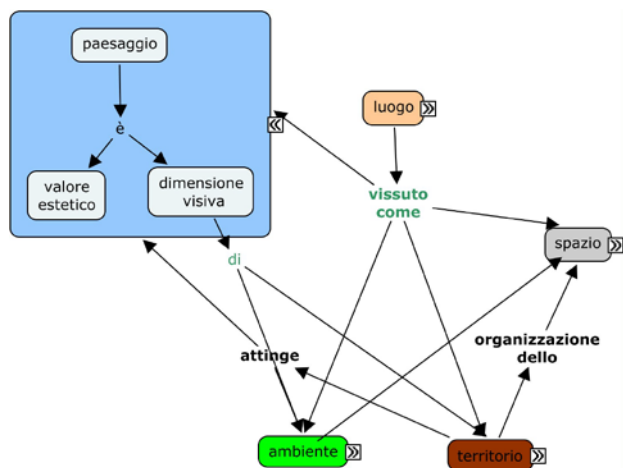 paesaggio
è
valore
estetico
dimensione
visiva
luogo
vissuto
come
spazio
di
attinge
organizzazione
dello
ambiente
territorio